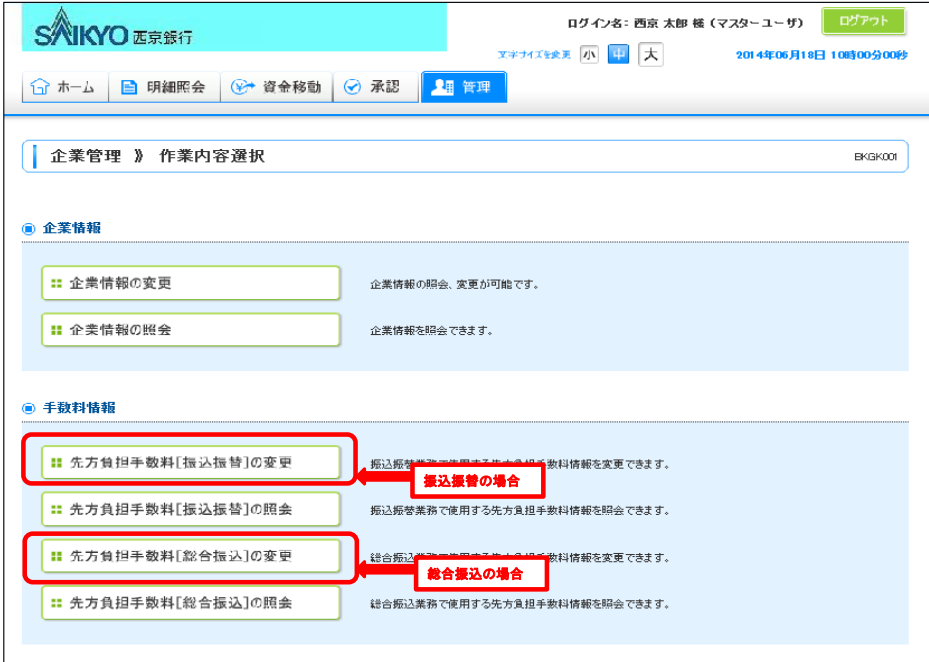 SAIKYO 西京銀行
ログイン名：西京 太郎 様 （マスターユーザ）
ログアウト
文字サイズを変更 小 中 大
2014年06月18日 10時00分00秒
ホーム
明細照会
資金移動
承認
管理
企業管理 》 作業内容選択
BKGK001
企業情報
企業情報の変更
企業情報の照会、変更が可能です。
企業情報の照会
企業情報を照会できます。
手数料情報
先方負担手数料[振込振替]の変更
振込振替業務で使用する先方負担手数料情報を変更できます。
振込振替の場合
先方負担手数料[振込振替]の照会
振込振替業務で使用する先方負担手数料情報を照会できます。
先方負担手数料[総合振込]の変更
総合振込業務で使用する先方負担手数料情報を変更できます。
総合振込の場合
先方負担手数料[総合振込]の照会
総合振込業務で使用する先方負担手数料情報を照会できます。